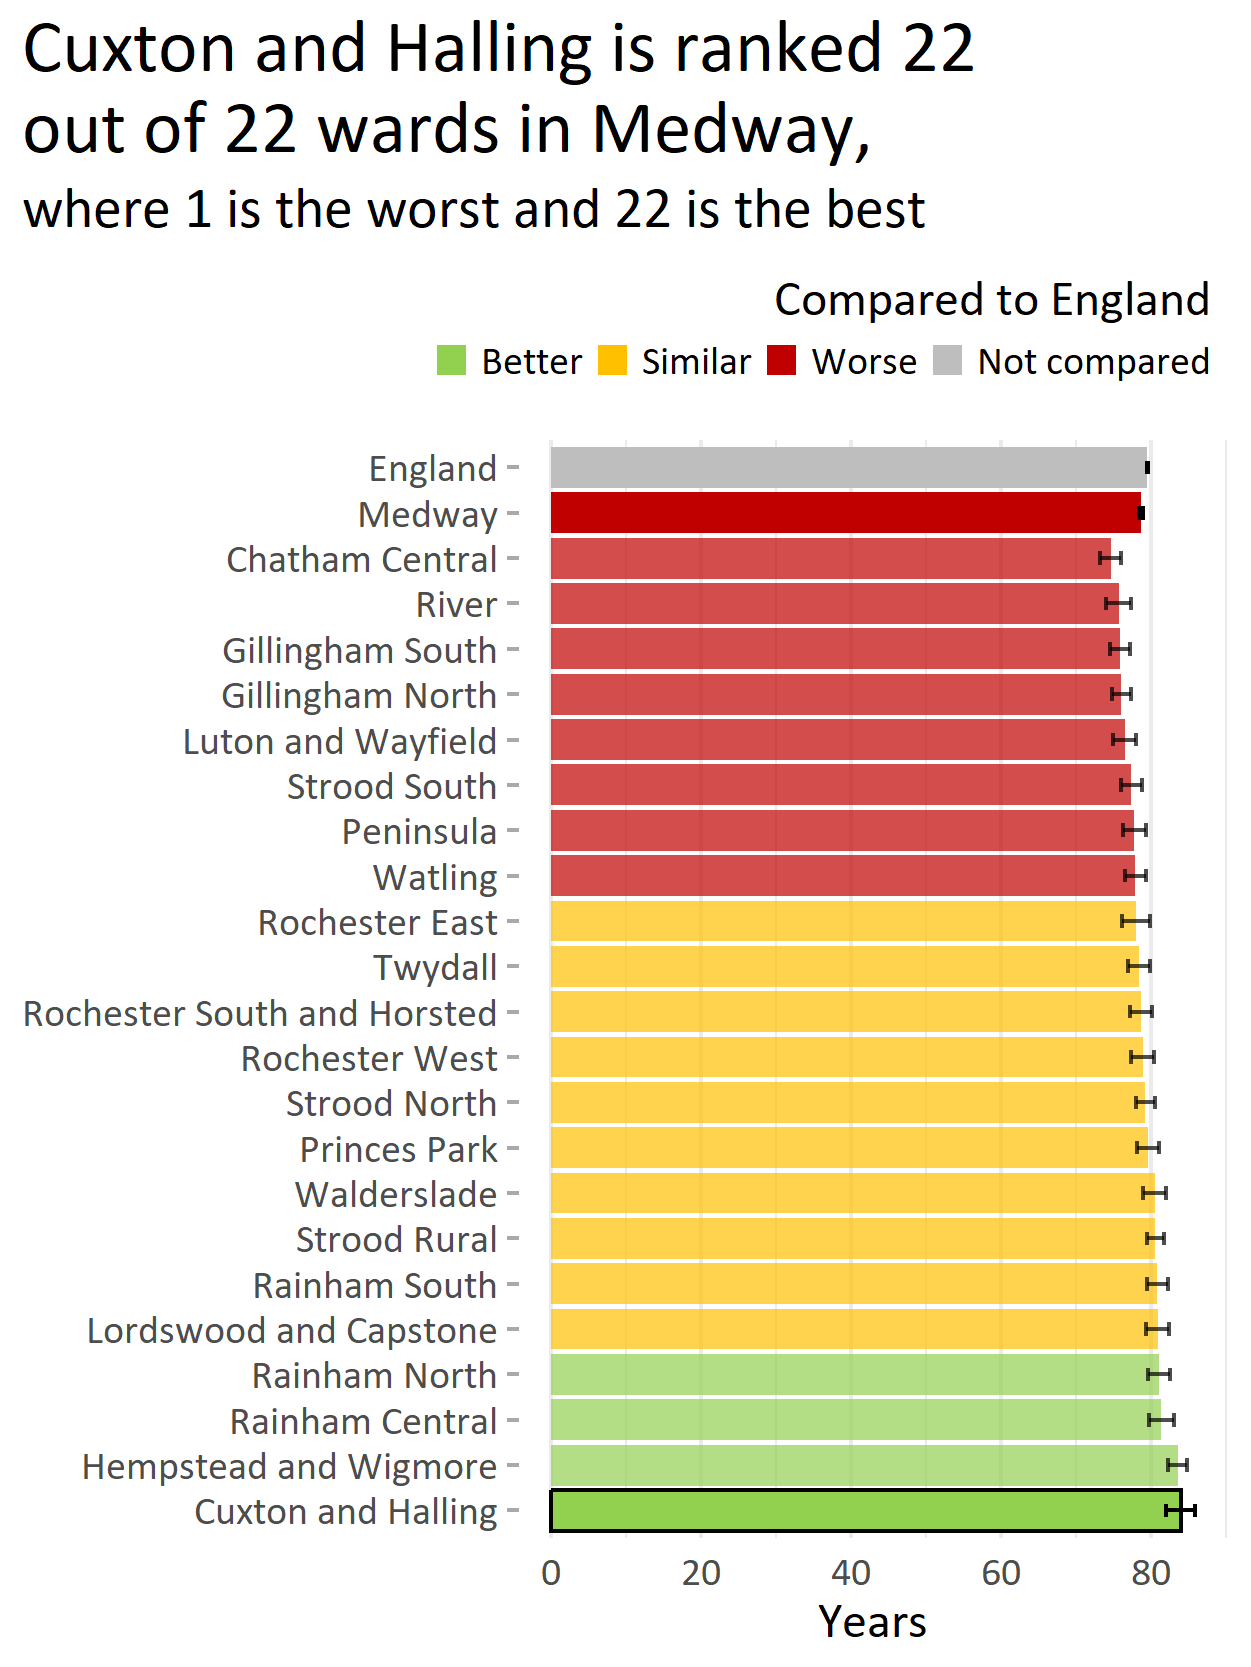 Cuxton and Halling is ranked 22
out of 22 wards in Medway,
where 1 is the worst and 22 is the best
Compared to England
Better Similar Worse Not compared
England
Medway
Chatham Central
River
Gillingham South
Gillingham North
Luton and Wayfield
Strood South
Peninsula
Watling
Rochester East
Twydall
Rochester South and Horsted
Rochester West
Strood North
Princes Park
Walderslade
Strood Rural
Rainham South
Lordswood and Capstone
Rainham North
Rainham Central
Hempstead and Wigmore
Cuxton and Halling
0 20 40 60 80
Years